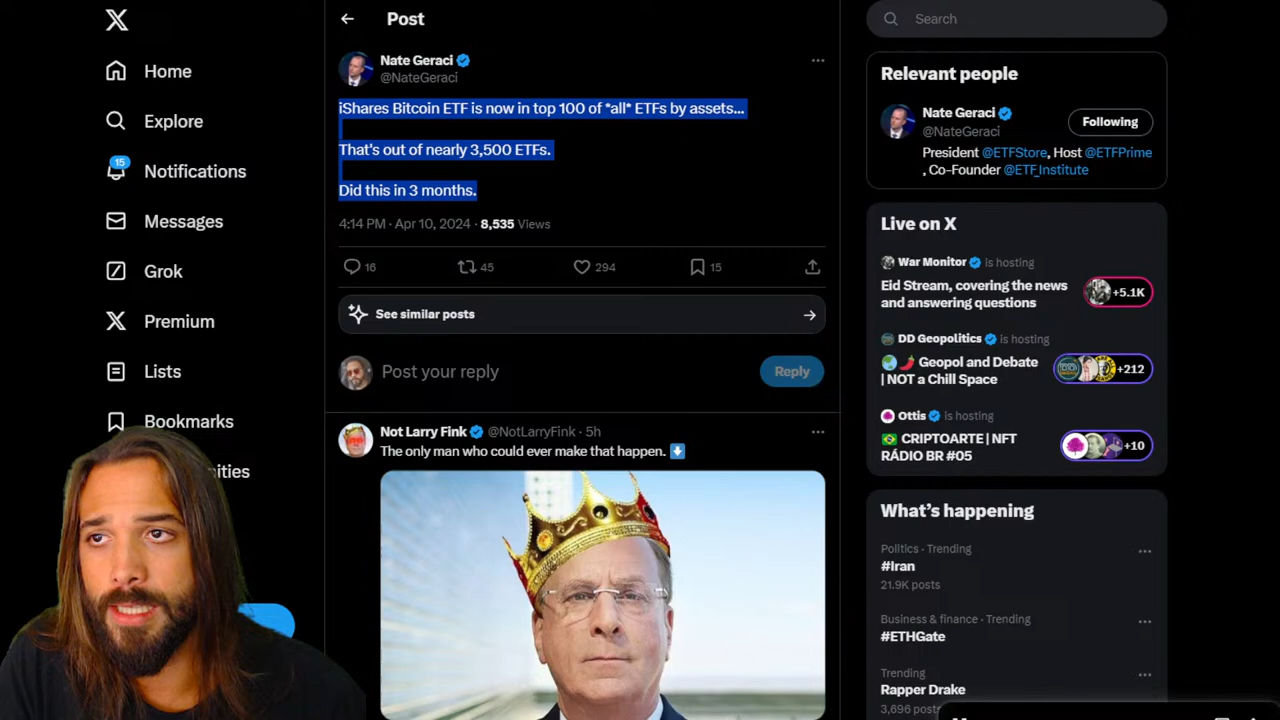 Home
Explore
15
Notifications
Messages
Grok
Premium
Lists
Bookmarks
Post
Nate Geraci
@NateGeraci
iShares Bitcoin ETF is now in top 100 of *all* ETFs by assets...
That's out of nearly 3,500 ETFs.
Did this in 3 months.
4:14 PM · Apr 10, 2024 · 8,535 Views
16 45 294 15
See similar posts
Post your reply
Reply
Not Larry Fink @NotLarryFink · 5h
The only man who could ever make that happen.
Search
Relevant people
Nate Geraci
@NateGeraci
Following
President @ETFStore, Host @ETFPrime
, Co-Founder @ETF_Institute
Live on X
War Monitor is hosting
Eid Stream, covering the news
and answering questions
+5.1K
DD Geopolitics is hosting
Geopol and Debate
| NOT a Chill Space
+212
Ottis is hosting
CRIPTOARTE | NFT
RÁDIO BR #05
+10
What's happening
Politics · Trending
#Iran
21.9K posts
Business & finance · Trending
#ETHGate
Trending
Rapper Drake
3,696 posts